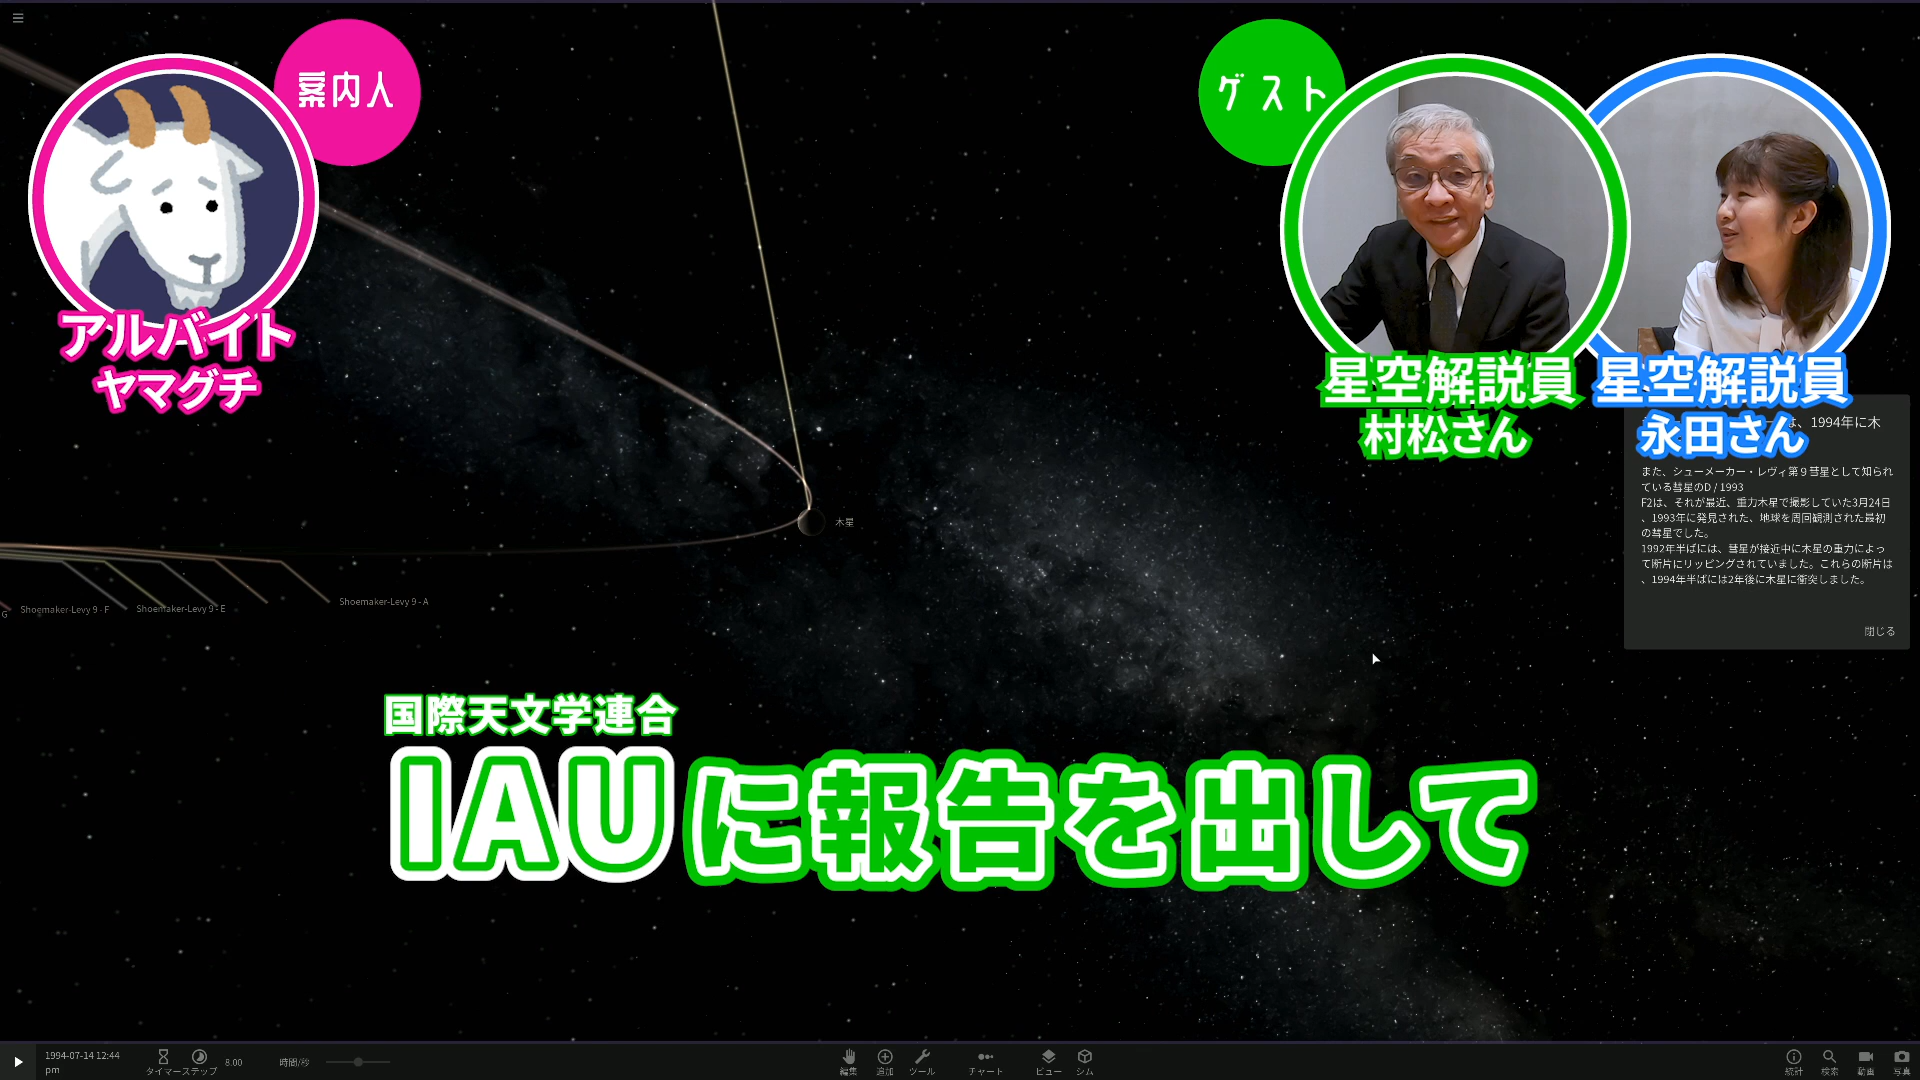 案内人
アルバイト
ヤマグチ
ゲスト
星空解説員
村松さん
星空解説員
永田さん
は、1994年に木
また、シューメーカー・レヴィ第9彗星として知られ
ている彗星のD / 1993
F2は、それが最近、重力木星で撮影していた3月24日
、1993年に発見された、地球を周回観測された最初
の彗星でした。
1992年半ばには、彗星が接近中に木星の重力によっ
て断片にリッピングされていました。これらの断片は
、1994年半ばには2年後に木星に衝突しました。
閉じる
木星
G
Shoemaker-Levy 9 - F
Shoemaker-Levy 9 - E
Shoemaker-Levy 9 - A
国際天文学連合
IAUに報告を出して
1994-07-14 12:44
pm
タイマーステップ
8.00
時間/秒
編集
追加
ツール
チャート
ビュー
シム
統計
検索
動画
写真